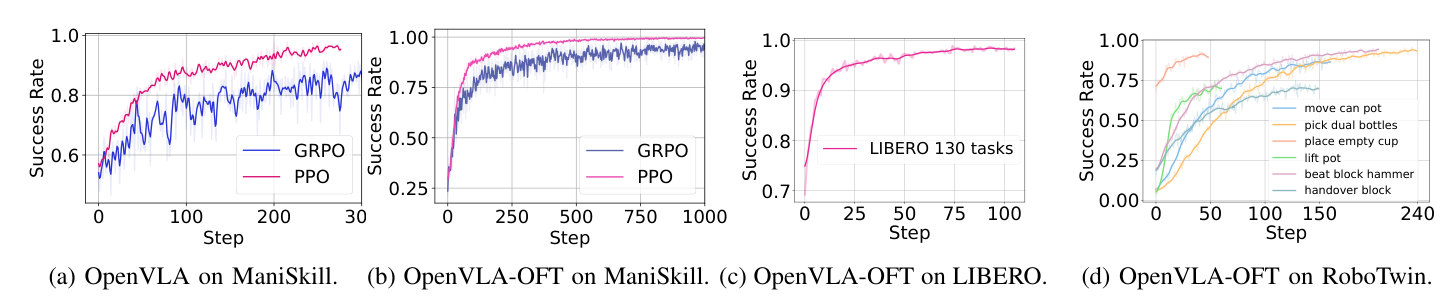 Success Rate
1.0
0.8
0.6
0
100
200
30
Step
GRPO
PPO
(a) OpenVLA on ManiSkill.
Success Rate
1.00
0.75
0.50
0.25
0
250
500
750
1000
Step
GRPO
PPO
(b) OpenVLA-OFT on ManiSkill.
Success Rate
1.0
0.9
0.8
0.7
0
25
50
75
100
Step
LIBERO 130 tasks
(c) OpenVLA-OFT on LIBERO.
Success Rate
1.00
0.75
0.50
0.25
0.00
0
50
100
150
240
Step
move can pot
pick dual bottles
place empty cup
lift pot
beat block hammer
handover block
(d) OpenVLA-OFT on RoboTwin.